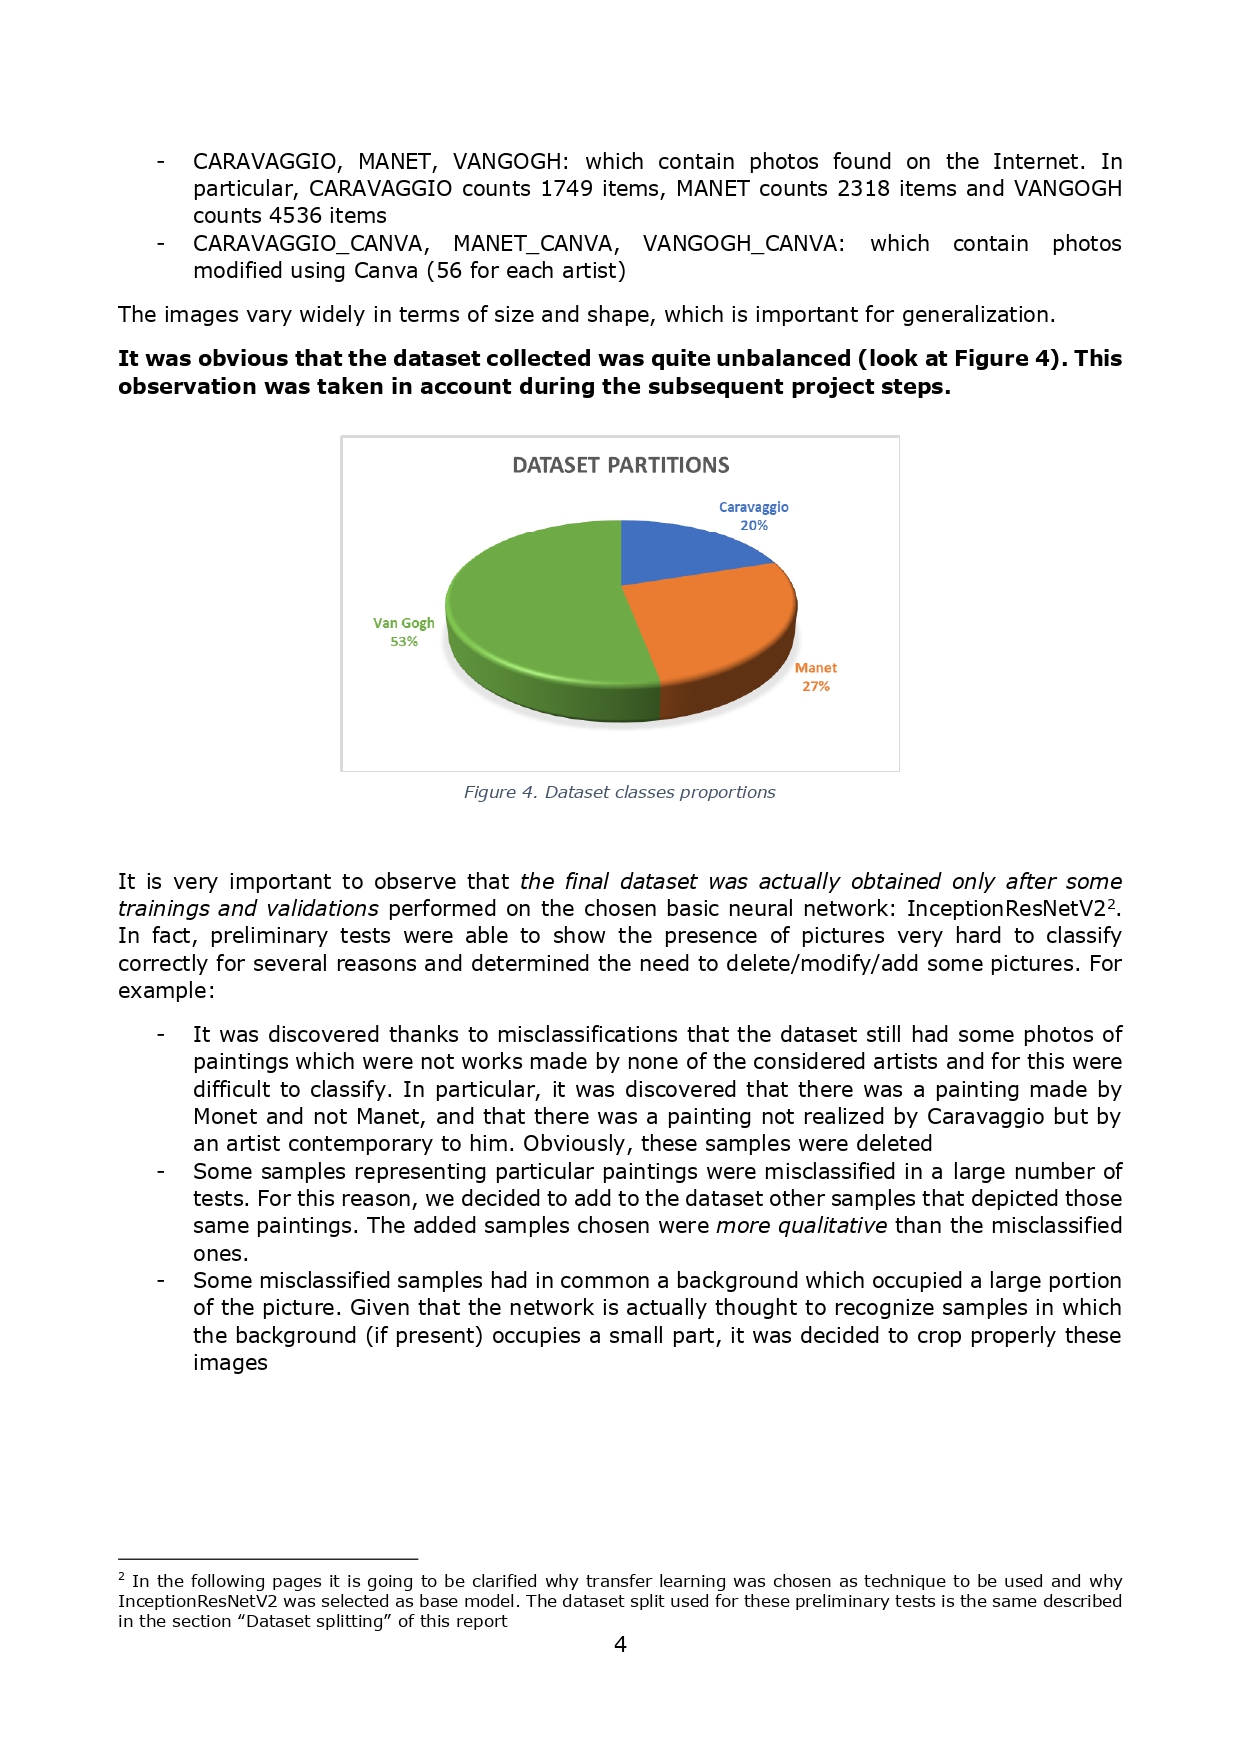 - CARAVAGGIO, MANET, VANGOGH: which contain photos found on the Internet. In
particular, CARAVAGGIO counts 1749 items, MANET counts 2318 items and VANGOGH
counts 4536 items
- CARAVAGGIO_CANVA, MANET_CANVA, VANGOGH_CANVA: which contain photos
modified using Canva (56 for each artist)
The images vary widely in terms of size and shape, which is important for generalization.
It was obvious that the dataset collected was quite unbalanced (look at Figure 4). This
observation was taken in account during the subsequent project steps.
DATASET PARTITIONS
Caravaggio
20%
Van Gogh
53%
Manet
27%
Figure 4. Dataset classes proportions
It is very important to observe that the final dataset was actually obtained only after some
trainings and validations performed on the chosen basic neural network: InceptionResNetV2².
In fact, preliminary tests were able to show the presence of pictures very hard to classify
correctly for several reasons and determined the need to delete/modify/add some pictures. For
example:
- It was discovered thanks to misclassifications that the dataset still had some photos of
paintings which were not works made by none of the considered artists and for this were
difficult to classify. In particular, it was discovered that there was a painting made by
Monet and not Manet, and that there was a painting not realized by Caravaggio but by
an artist contemporary to him. Obviously, these samples were deleted
- Some samples representing particular paintings were misclassified in a large number of
tests. For this reason, we decided to add to the dataset other samples that depicted those
same paintings. The added samples chosen were more qualitative than the misclassified
ones.
- Some misclassified samples had in common a background which occupied a large portion
of the picture. Given that the network is actually thought to recognize samples in which
the background (if present) occupies a small part, it was decided to crop properly these
images
² In the following pages it is going to be clarified why transfer learning was chosen as technique to be used and why
InceptionResNetV2 was selected as base model. The dataset split used for these preliminary tests is the same described
in the section “Dataset splitting” of this report
4